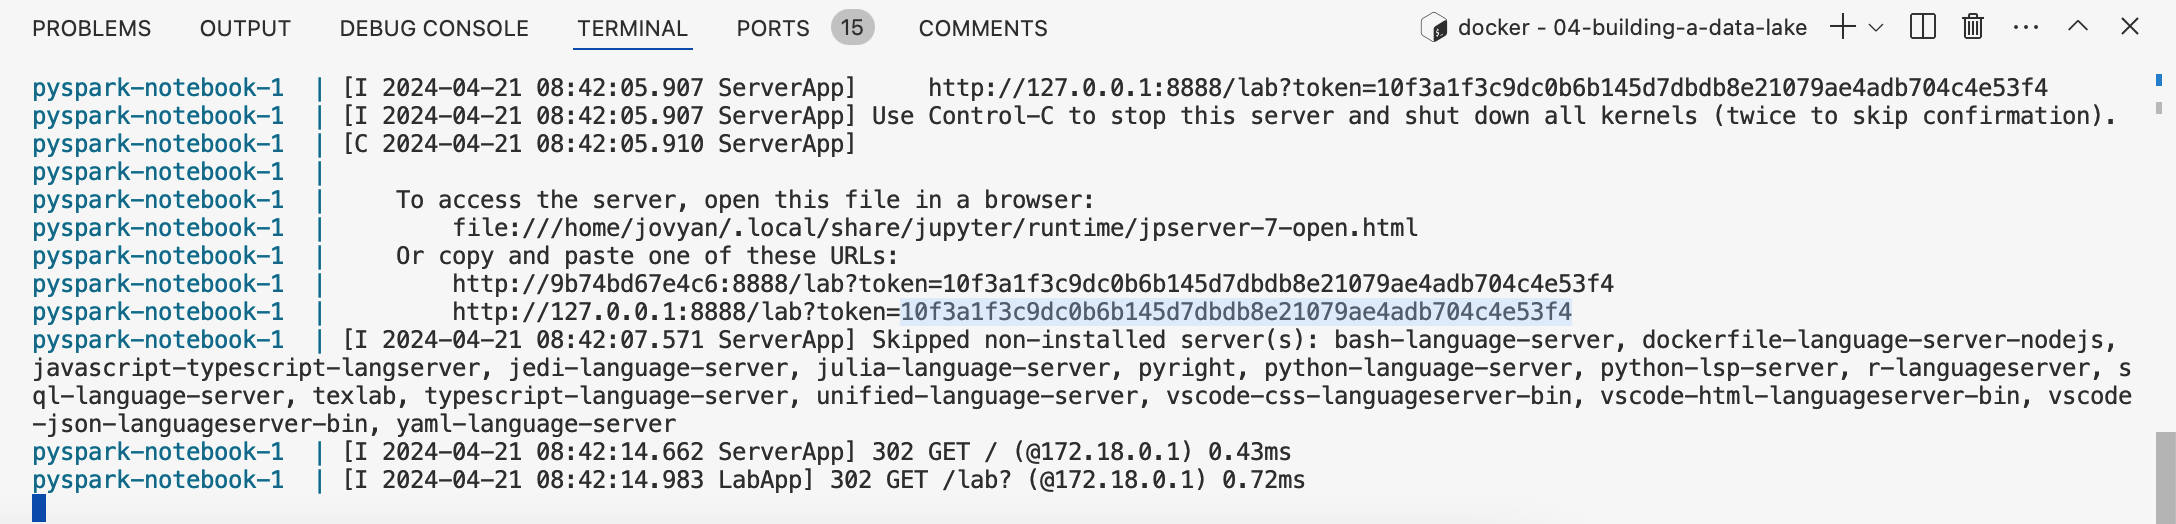 PROBLEMS OUTPUT DEBUG CONSOLE TERMINAL PORTS 15 COMMENTS docker - 04-building-a-data-lake
pyspark-notebook-1  | [I 2024-04-21 08:42:05.907 ServerApp]     http://127.0.0.1:8888/lab?token=10f3a1f3c9dc0b6b145d7dbdb8e21079ae4adb704c4e53f4
pyspark-notebook-1  | [I 2024-04-21 08:42:05.907 ServerApp] Use Control-C to stop this server and shut down all kernels (twice to skip confirmation).
pyspark-notebook-1  | [C 2024-04-21 08:42:05.910 ServerApp]
pyspark-notebook-1  |
pyspark-notebook-1  |     To access the server, open this file in a browser:
pyspark-notebook-1  |         file:///home/jovyan/.local/share/jupyter/runtime/jpserver-7-open.html
pyspark-notebook-1  |     Or copy and paste one of these URLs:
pyspark-notebook-1  |         http://9b74bd67e4c6:8888/lab?token=10f3a1f3c9dc0b6b145d7dbdb8e21079ae4adb704c4e53f4
pyspark-notebook-1  |         http://127.0.0.1:8888/lab?token=10f3a1f3c9dc0b6b145d7dbdb8e21079ae4adb704c4e53f4
pyspark-notebook-1  | [I 2024-04-21 08:42:07.571 ServerApp] Skipped non-installed server(s): bash-language-server, dockerfile-language-server-nodejs,
javascript-typescript-langserver, jedi-language-server, julia-language-server, pyright, python-language-server, python-lsp-server, r-languageserver, s
ql-language-server, texlab, typescript-language-server, unified-language-server, vscode-css-languageserver-bin, vscode-html-languageserver-bin, vscode
-json-languageserver-bin, yaml-language-server
pyspark-notebook-1  | [I 2024-04-21 08:42:14.662 ServerApp] 302 GET / (@172.18.0.1) 0.43ms
pyspark-notebook-1  | [I 2024-04-21 08:42:14.983 LabApp] 302 GET /lab? (@172.18.0.1) 0.72ms